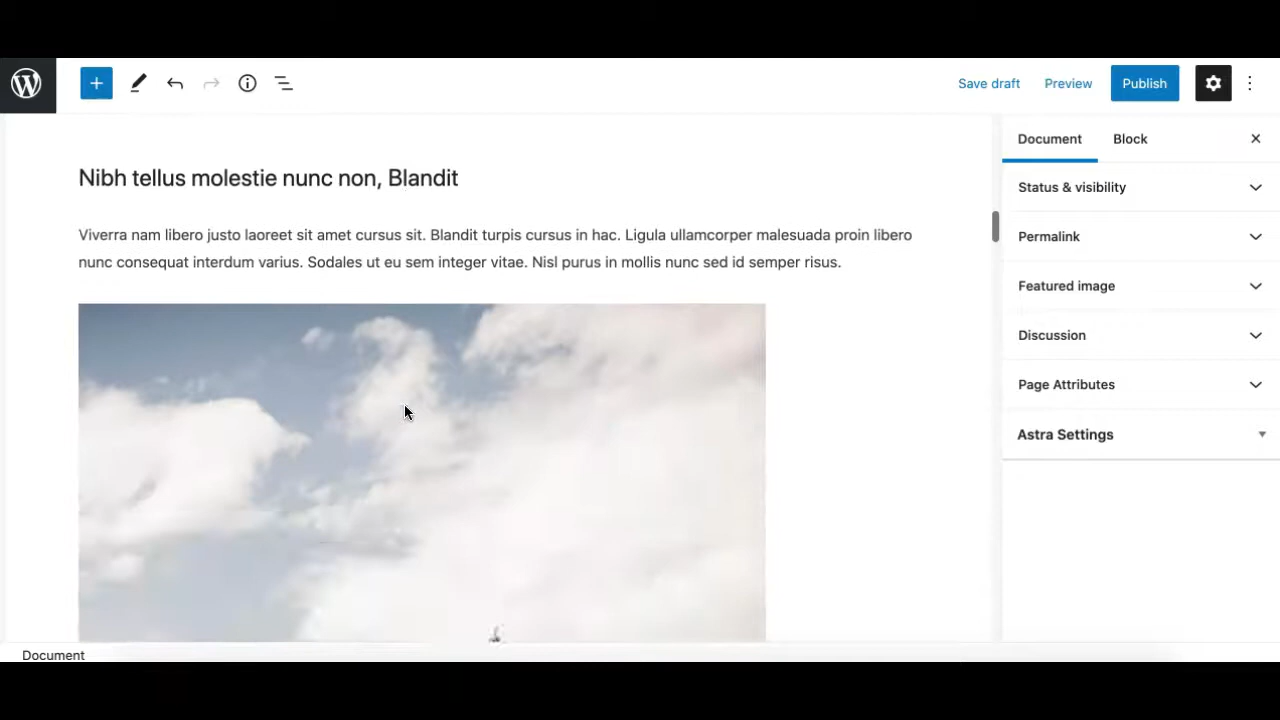 Save draft
Preview
Publish
Document
Block
Nibh tellus molestie nunc non, Blandit
Viverra nam libero justo laoreet sit amet cursus sit. Blandit turpis cursus in hac. Ligula ullamcorper malesuada proin libero
nunc consequat interdum varius. Sodales ut eu sem integer vitae. Nisl purus in mollis nunc sed id semper risus.
Status & visibility
Permalink
Featured image
Discussion
Page Attributes
Astra Settings
Document